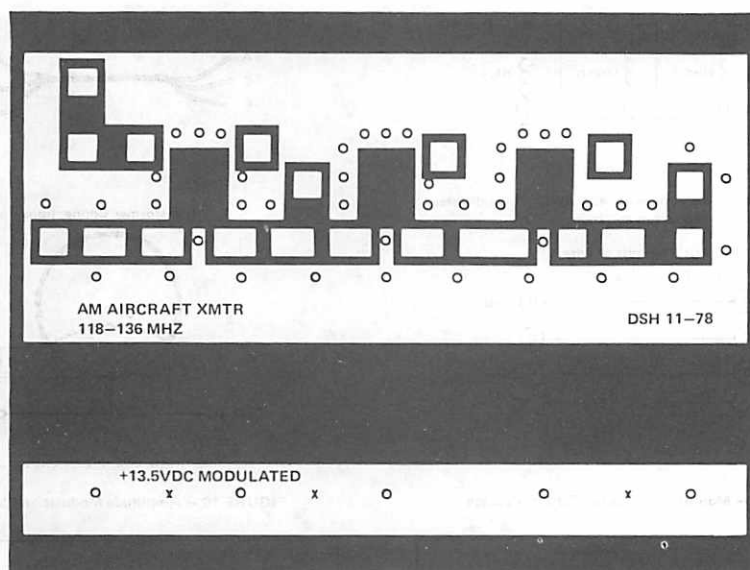 AM AIRCRAFT XMTR
118–136 MHZ
DSH 11–78
+13.5VDC MODULATED
x x x